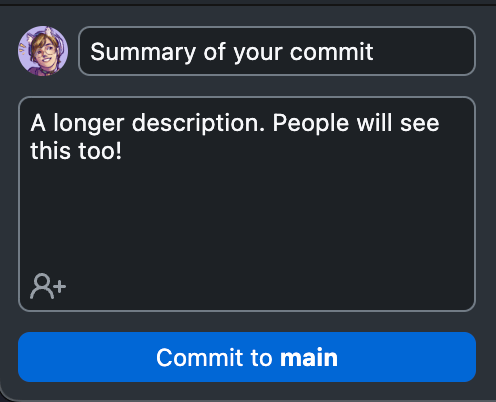 Summary of your commit
A longer description. People will see
this too!
Commit to main